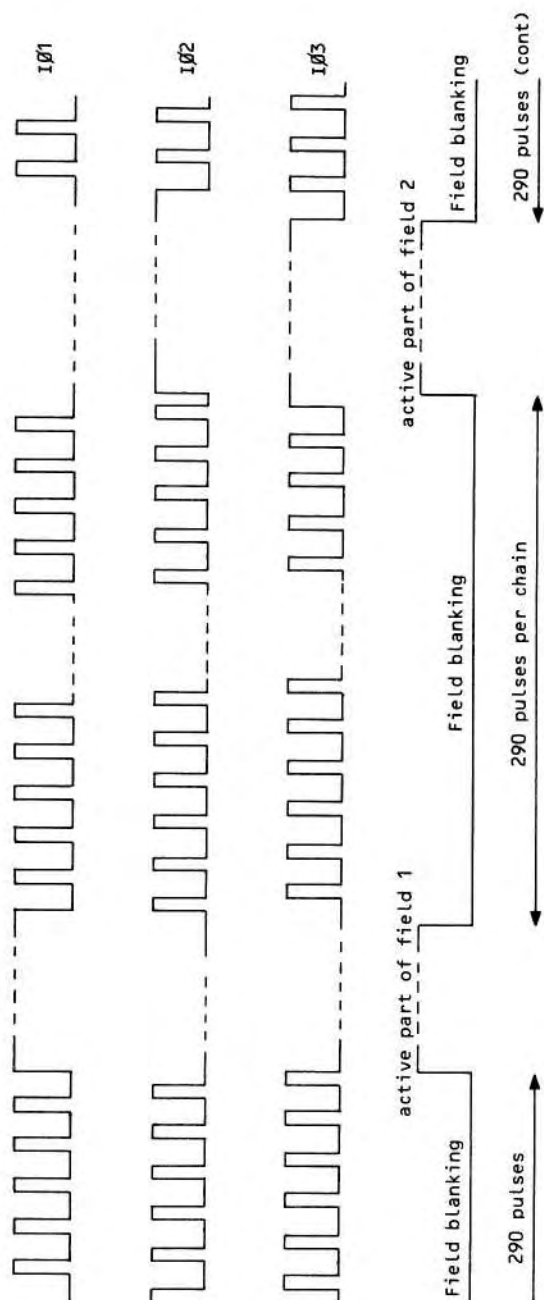 IØ1
IØ2
IØ3
active part of field 1
active part of field 2
Field blanking
Field blanking
Field blanking
290 pulses
290 pulses per chain
290 pulses (cont)